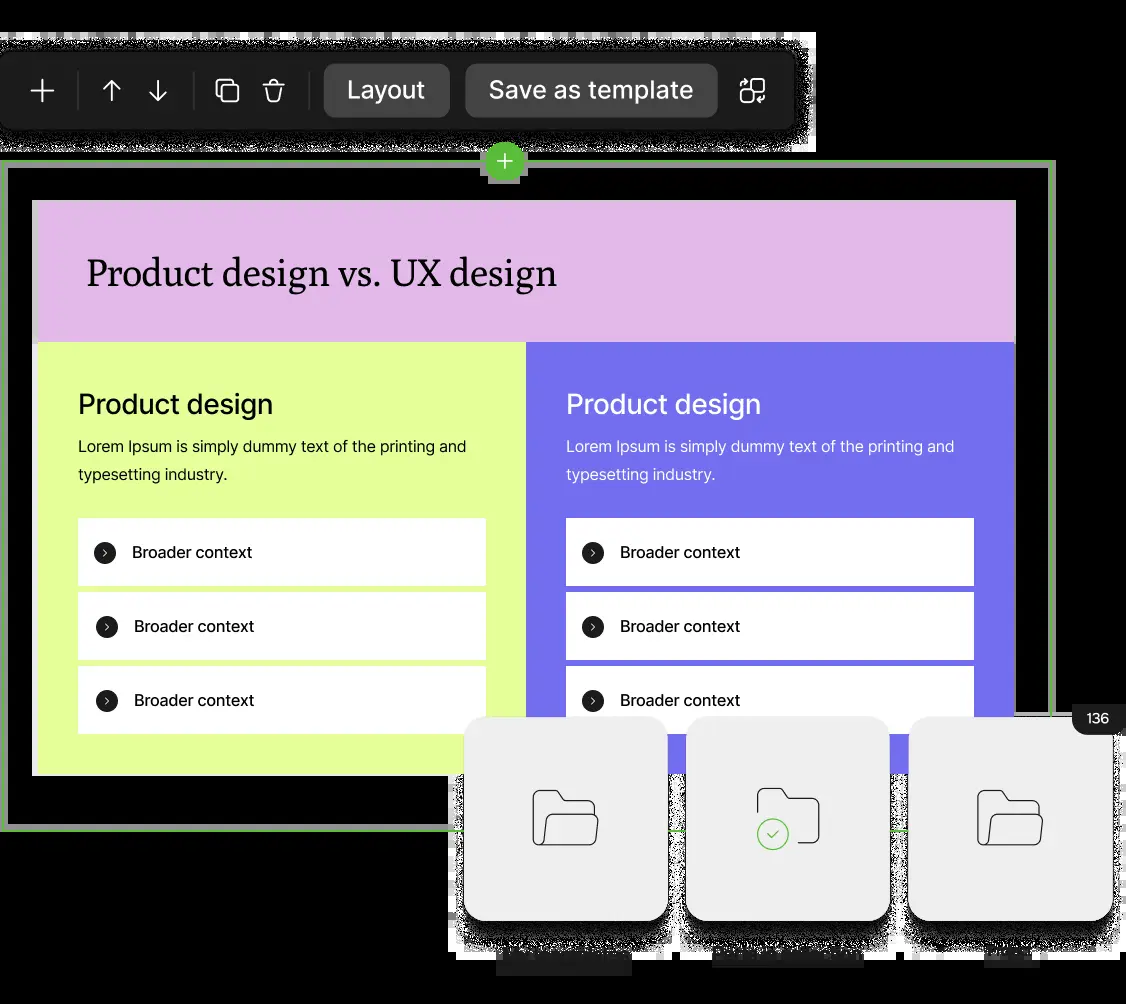 Layout
Save as template
Product design vs. UX design
Product design
Lorem Ipsum is simply dummy text of the printing and
typesetting industry.
Broader context
Broader context
Broader context
Product design
Lorem Ipsum is simply dummy text of the printing and
typesetting industry.
Broader context
Broader context
Broader context
136